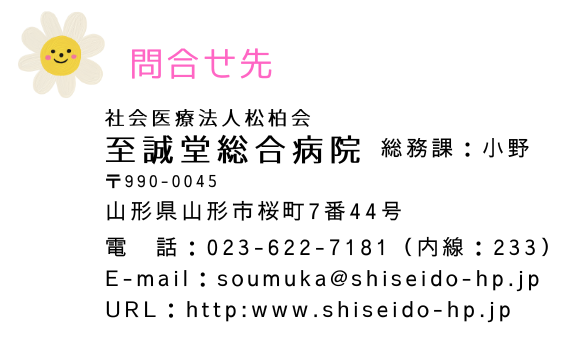 問合せ先
社会医療法人松柏会
至誠堂総合病院 総務課：小野
〒990-0045
山形県山形市桜町7番44号
電　話：023-622-7181（内線：233）
E-mail：soumuka@shiseido-hp.jp
URL：http:www.shiseido-hp.jp